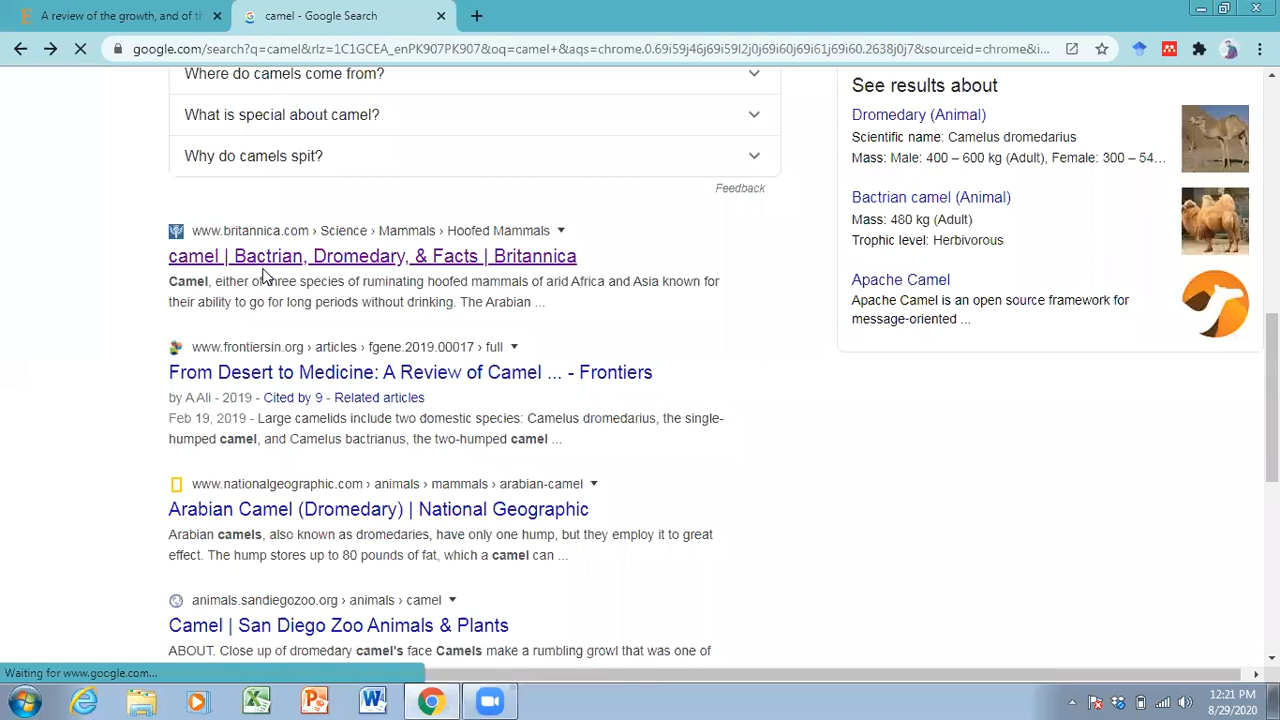 A review of the growth, and of th
camel - Google Search
google.com/search?q=camel&rlz=1C1GCEA_enPK907PK907&oq=camel+&aqs=chrome.0.69i59j46j69i59l2j0j69i60j69i61j69i60.2638j0j7&sourceid=chrome&i...
Where do camels come from?
What is special about camel?
Why do camels spit?
Feedback
www.britannica.com › Science › Mammals › Hoofed Mammals
camel | Bactrian, Dromedary, & Facts | Britannica
Camel, either of three species of ruminating hoofed mammals of arid Africa and Asia known for
their ability to go for long periods without drinking. The Arabian ...
www.frontiersin.org › articles › fgene.2019.00017 › full
From Desert to Medicine: A Review of Camel ... - Frontiers
by A Ali - 2019 - Cited by 9 - Related articles
Feb 19, 2019 - Large camelids include two domestic species: Camelus dromedarius, the single-
humped camel, and Camelus bactrianus, the two-humped camel ...
www.nationalgeographic.com › animals › mammals › arabian-camel
Arabian Camel (Dromedary) | National Geographic
Arabian camels, also known as dromedaries, have only one hump, but they employ it to great
effect. The hump stores up to 80 pounds of fat, which a camel can ...
animals.sandiegozoo.org › animals › camel
Camel | San Diego Zoo Animals & Plants
ABOUT. Close up of dromedary camel's face Camels make a rumbling growl that was one of
See results about
Dromedary (Animal)
Scientific name: Camelus dromedarius
Mass: Male: 400 – 600 kg (Adult), Female: 300 – 54...
Bactrian camel (Animal)
Mass: 480 kg (Adult)
Trophic level: Herbivorous
Apache Camel
Apache Camel is an open source framework for
message-oriented ...
Waiting for www.google.com...
12:21 PM
8/29/2020